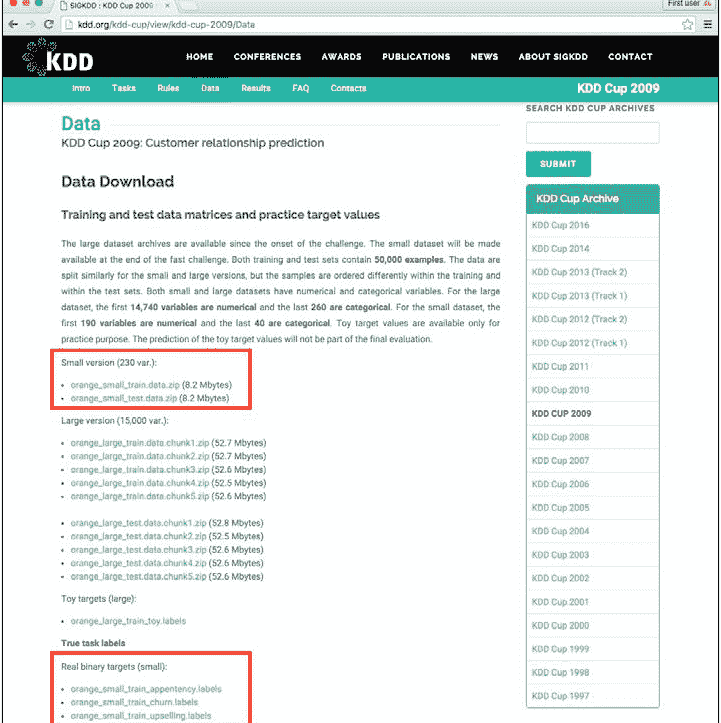 SIGKDD : KDD Cup 2009
First user
kdd.org/kdd-cup/view/kdd-cup-2009/Data
KDD
HOME CONFERENCES AWARDS PUBLICATIONS NEWS ABOUT SIGKDD CONTACT
Intro Tasks Rules Data Results FAQ Contacts
KDD Cup 2009
Data
KDD Cup 2009: Customer relationship prediction
Data Download
Training and test data matrices and practice target values
The large dataset archives are available since the onset of the challenge. The small dataset will be made
available at the end of the fast challenge. Both training and test sets contain 50,000 examples. The data are
split similarly for the small and large versions, but the samples are ordered differently within the training and
within the test sets. Both small and large datasets have numerical and categorical variables. For the large
dataset, the first 14,740 variables are numerical and the last 260 are categorical. For the small dataset, the
first 190 variables are numerical and the last 40 are categorical. Toy target values are available only for
practice purpose. The prediction of the toy target values will not be part of the final evaluation.
Small version (230 var.):
• orange_small_train.data.zip (8.2 Mbytes)
• orange_small_test.data.zip (8.2 Mbytes)
Large version (15,000 var.):
• orange_large_train.data.chunk1.zip (52.7 Mbytes)
• orange_large_train.data.chunk2.zip (52.7 Mbytes)
• orange_large_train.data.chunk3.zip (52.6 Mbytes)
• orange_large_train.data.chunk4.zip (52.5 Mbytes)
• orange_large_train.data.chunk5.zip (52.6 Mbytes)
• orange_large_test.data.chunk1.zip (52.8 Mbytes)
• orange_large_test.data.chunk2.zip (52.5 Mbytes)
• orange_large_test.data.chunk3.zip (52.6 Mbytes)
• orange_large_test.data.chunk4.zip (52.6 Mbytes)
• orange_large_test.data.chunk5.zip (52.6 Mbytes)
Toy targets (large):
• orange_large_train_toy.labels
True task labels
Real binary targets (small):
• orange_small_train_appentency.labels
• orange_small_train_churn.labels
• orange_small_train_upselling.labels
SEARCH KDD CUP ARCHIVES
SUBMIT
KDD Cup Archive
KDD Cup 2016
KDD Cup 2014
KDD Cup 2013 (Track 2)
KDD Cup 2013 (Track 1)
KDD Cup 2012 (Track 2)
KDD Cup 2012 (Track 1)
KDD Cup 2011
KDD Cup 2010
KDD CUP 2009
KDD Cup 2008
KDD Cup 2007
KDD Cup 2006
KDD Cup 2005
KDD Cup 2004
KDD Cup 2003
KDD Cup 2002
KDD Cup 2001
KDD Cup 2000
KDD Cup 1999
KDD Cup 1998
KDD Cup 1997